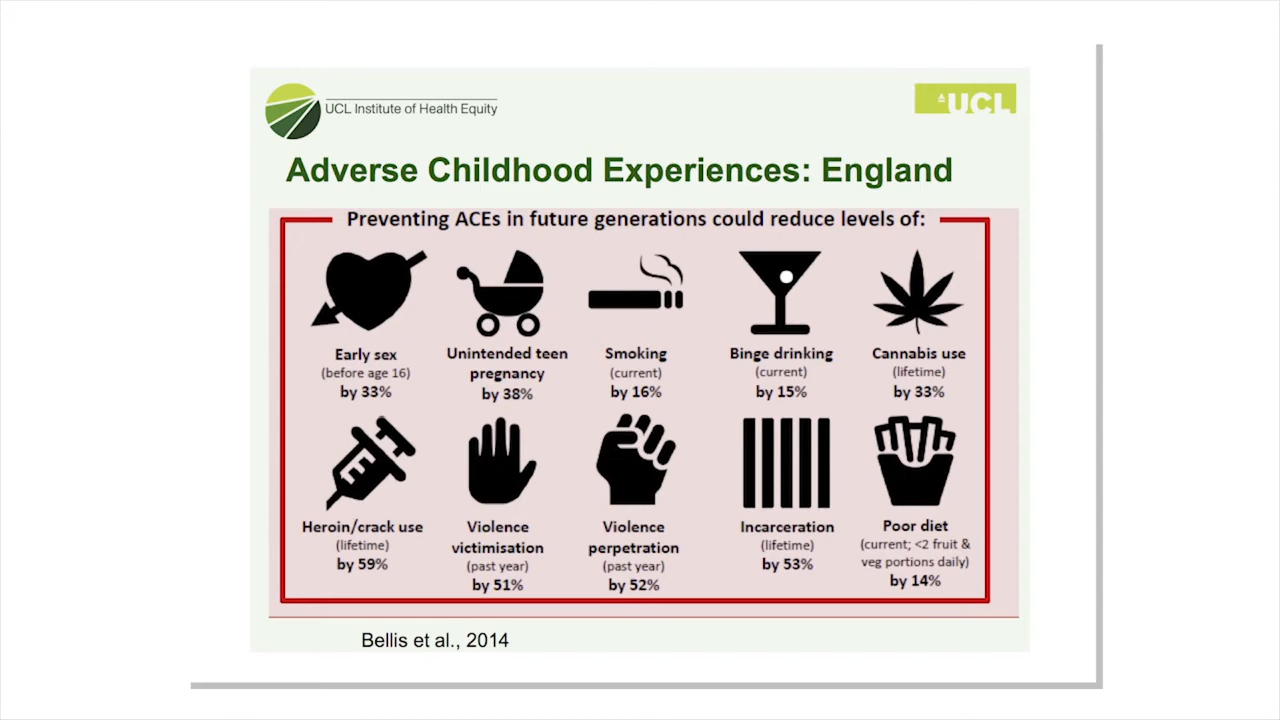 UCL Institute of Health Equity
UCL
Adverse Childhood Experiences: England
Preventing ACEs in future generations could reduce levels of:
Early sex
(before age 16)
by 33%
Unintended teen
pregnancy
by 38%
Smoking
(current)
by 16%
Binge drinking
(current)
by 15%
Cannabis use
(lifetime)
by 33%
Heroin/crack use
(lifetime)
by 59%
Violence
victimisation
(past year)
by 51%
Violence
perpetration
(past year)
by 52%
Incarceration
(lifetime)
by 53%
Poor diet
(current; <2 fruit &
veg portions daily)
by 14%
Bellis et al., 2014